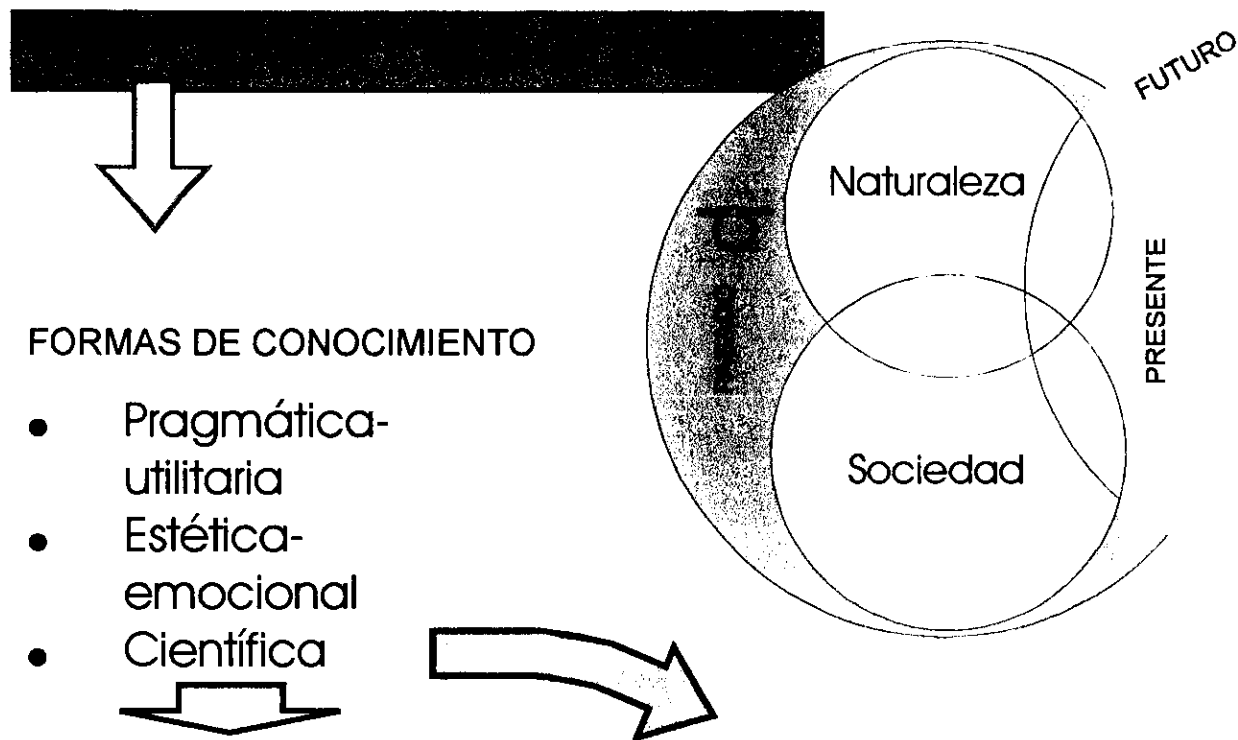 FUTURO
Naturaleza
PRESENTE
Sociedad
FORMAS DE CONOCIMIENTO
● Pragmática-
utilitaria
● Estética-
emocional
● Científica